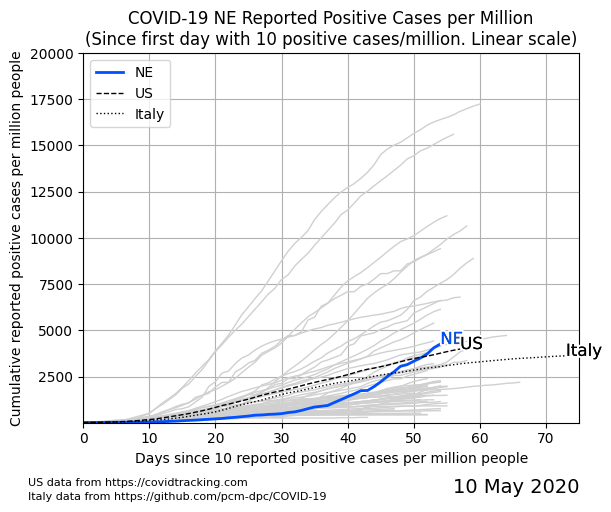 COVID-19 NE Reported Positive Cases per Million
(Since first day with 10 positive cases/million. Linear scale)
Cumulative reported positive cases per million people
20000
17500
15000
12500
10000
7500
5000
2500
NE
US
Italy
NE
US
Italy
0 10 20 30 40 50 60 70
Days since 10 reported positive cases per million people
US data from https://covidtracking.com
Italy data from https://github.com/pcm-dpc/COVID-19
10 May 2020